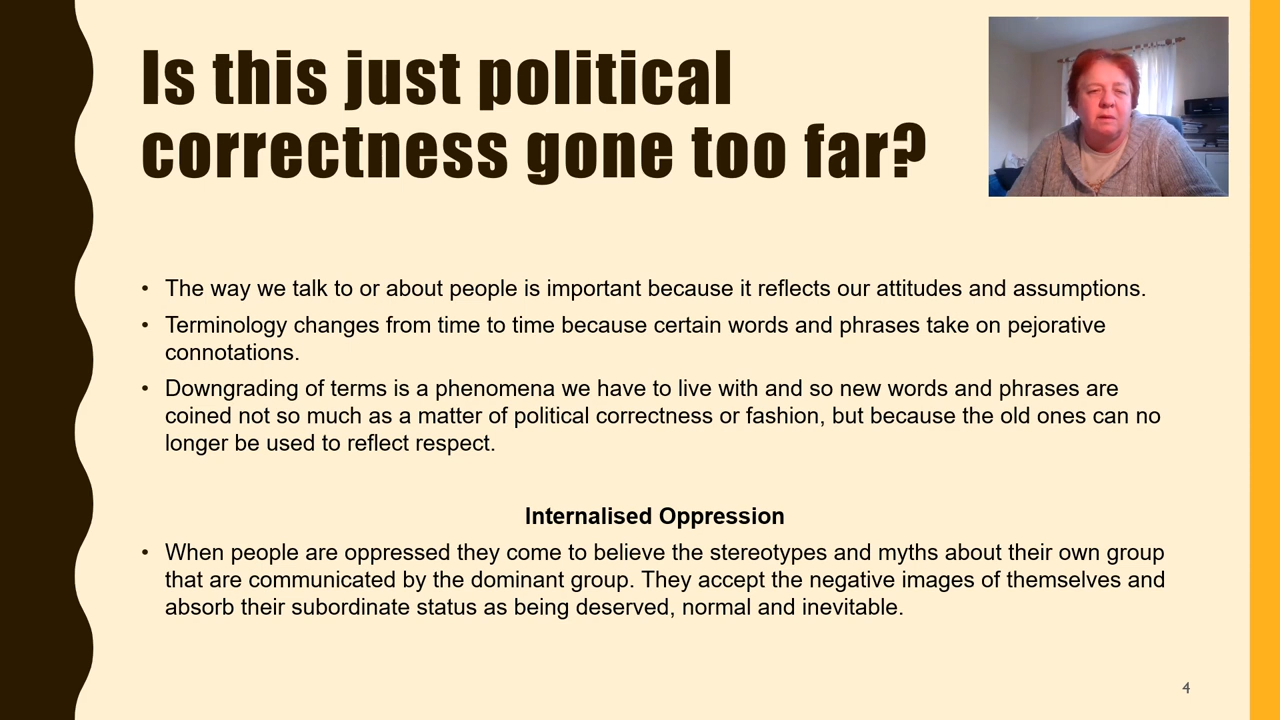 Is this just political
correctness gone too far?
• The way we talk to or about people is important because it reflects our attitudes and assumptions.
• Terminology changes from time to time because certain words and phrases take on pejorative
connotations.
• Downgrading of terms is a phenomena we have to live with and so new words and phrases are
coined not so much as a matter of political correctness or fashion, but because the old ones can no
longer be used to reflect respect.
Internalised Oppression
• When people are oppressed they come to believe the stereotypes and myths about their own group
that are communicated by the dominant group. They accept the negative images of themselves and
absorb their subordinate status as being deserved, normal and inevitable.
4